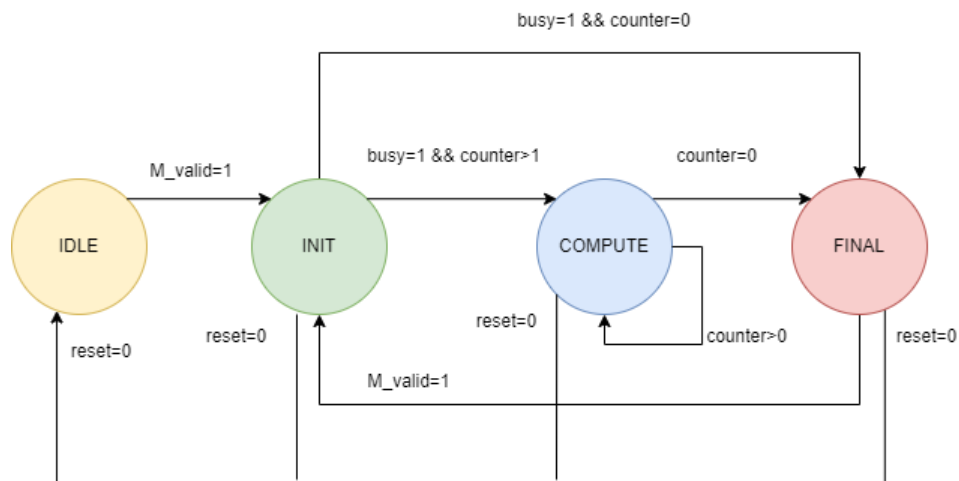 busy=1 && counter=0
busy=1 && counter>1
counter=0
M_valid=1
IDLE
INIT
COMPUTE
FINAL
reset=0
reset=0
reset=0
counter>0
reset=0
M_valid=1